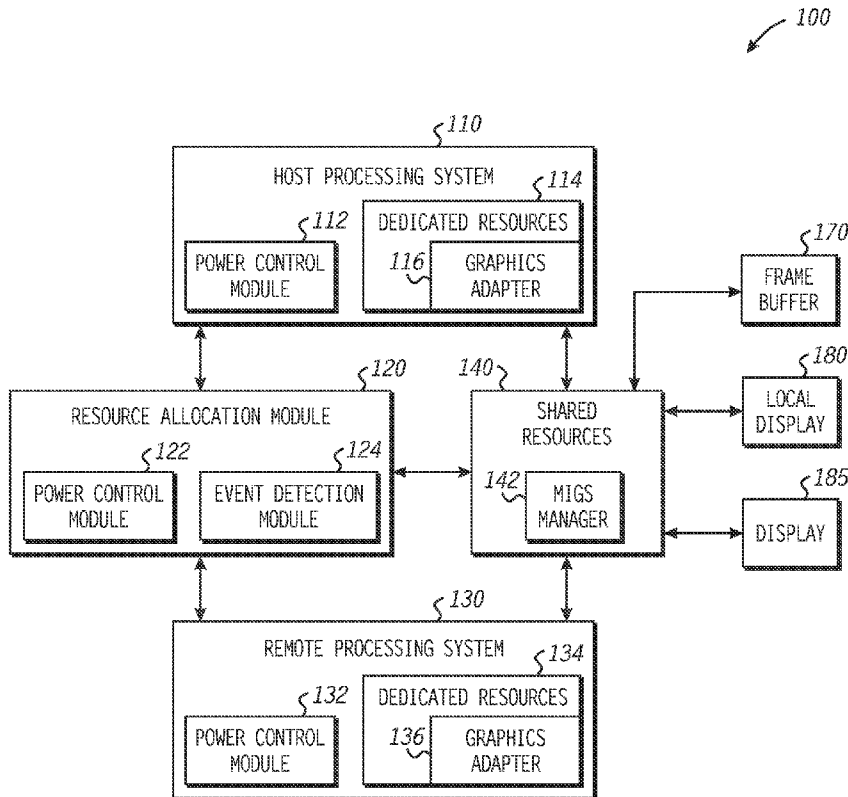 100
110
HOST PROCESSING SYSTEM
112
114
DEDICATED RESOURCES
POWER CONTROL
MODULE
116
GRAPHICS
ADAPTER
170
FRAME
BUFFER
120
RESOURCE ALLOCATION MODULE
122
124
POWER CONTROL
MODULE
EVENT DETECTION
MODULE
140
SHARED
RESOURCES
142
MIGS
MANAGER
180
LOCAL
DISPLAY
185
DISPLAY
130
REMOTE PROCESSING SYSTEM
132
134
DEDICATED RESOURCES
POWER CONTROL
MODULE
136
GRAPHICS
ADAPTER